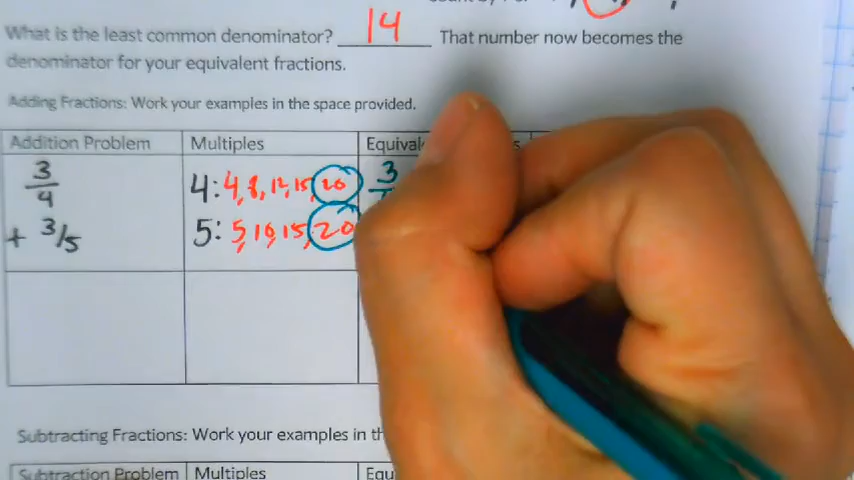 What is the least common denominator? 14 That number now becomes the
denominator for your equivalent fractions.
Adding Fractions: Work your examples in the space provided.
Addition Problem Multiples
3/4 4: 4, 8, 12, 15, 20 3
+ 3/5 5: 5, 10, 15, 20
Subtracting Fractions: Work your examples in
Subtraction Problem Multiples